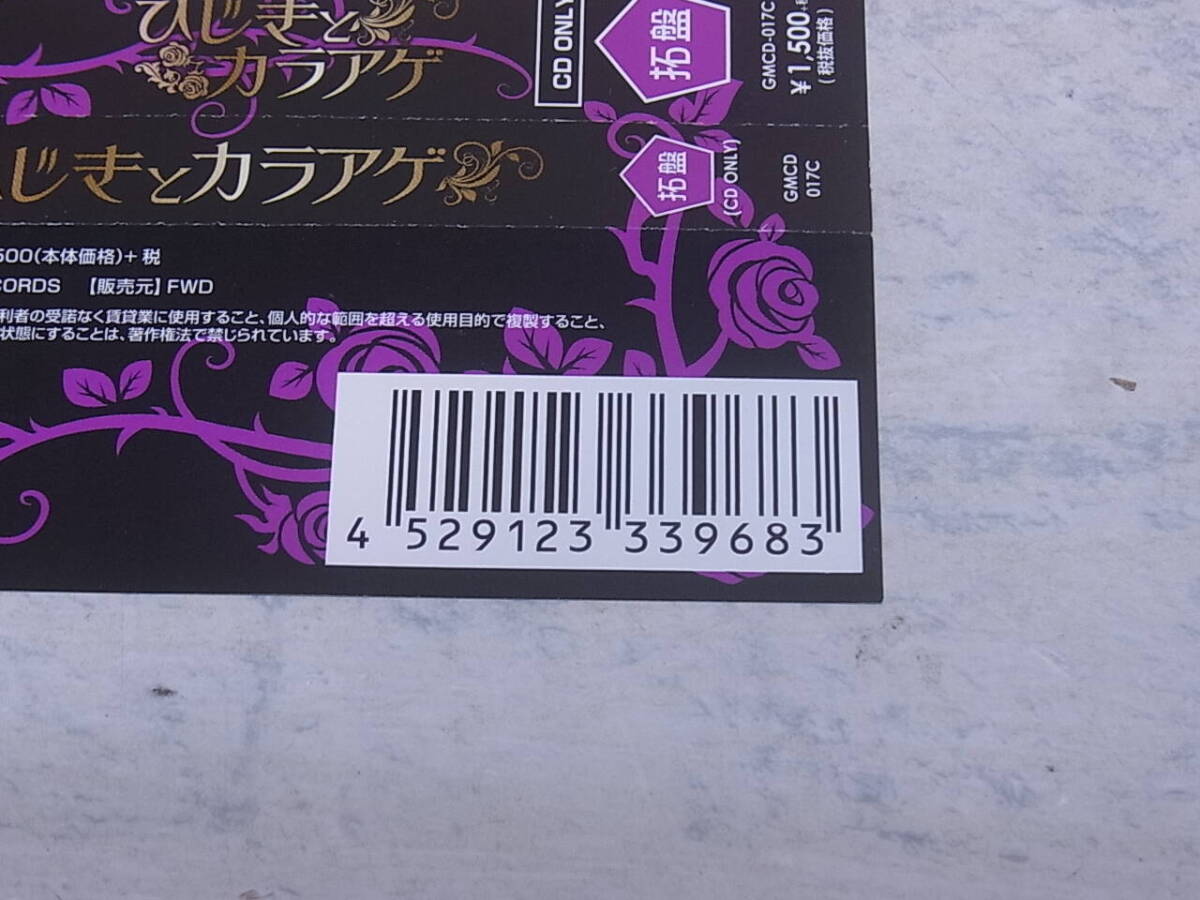 ひじきと
カラアゲ
CD ONLY
拓盤
GMCD-017C
¥1,500+税
(税抜価格)
じきとカラアゲ
拓盤
(CD ONLY)
GMCD
017C
500(本体価格)+税
CORDS 【販売元】FWD
利者の受諾なく賃貸業に使用すること、個人的な範囲を超える使用目的で複製すること、
状態にすることは、著作権法で禁じられています。
4 529123 339683